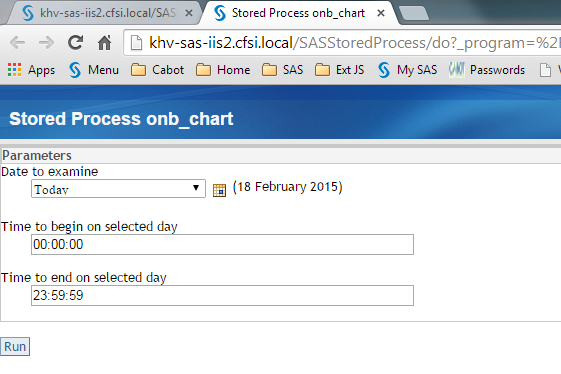 khv-sas-iis2.cfsi.local/SAS
Stored Process onb_chart
khv-sas-iis2.cfsi.local/SASStoredProcess/do?_program=%2
Apps Menu Cabot Home SAS Ext JS My SAS Passwords W
Stored Process onb_chart
Parameters
Date to examine
Today (18 February 2015)
Time to begin on selected day
00:00:00
Time to end on selected day
23:59:59
Run